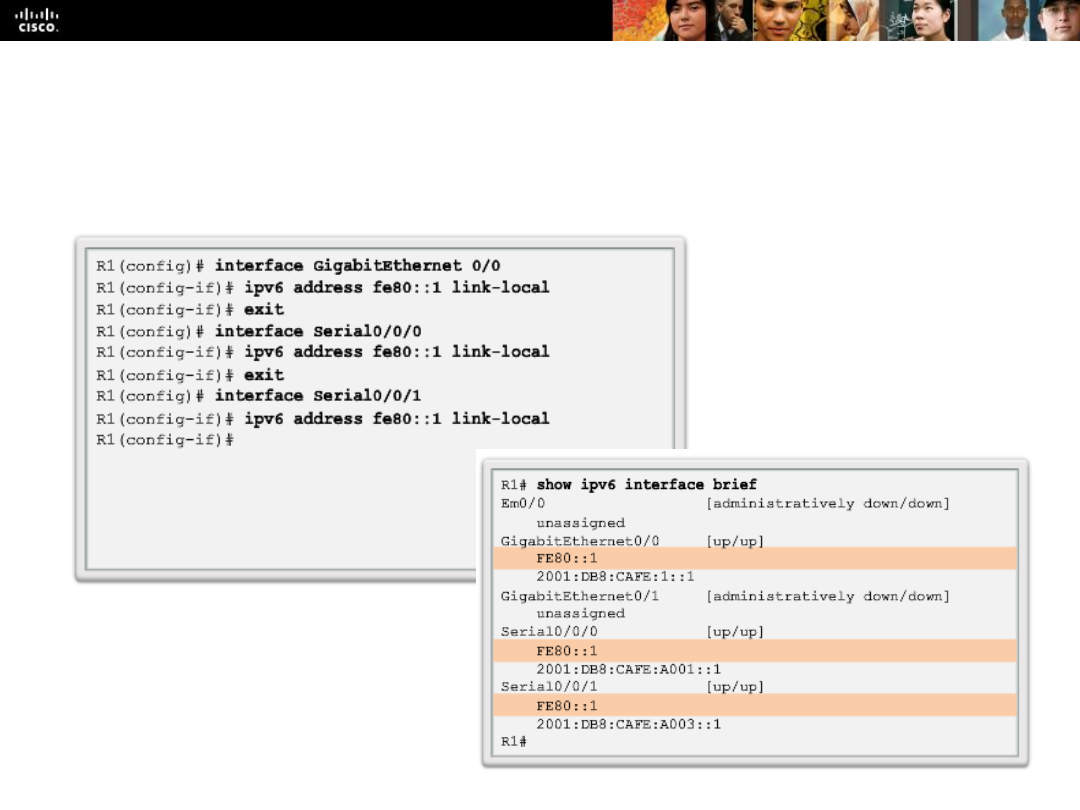 CISCO.
R1(config)# interface GigabitEthernet 0/0
R1(config-if)# ipv6 address fe80::1 link-local
R1(config-if)# exit
R1(config)# interface Serial0/0/0
R1(config-if)# ipv6 address fe80::1 link-local
R1(config-if)# exit
R1(config)# interface Serial0/0/1
R1(config-if)# ipv6 address fe80::1 link-local
R1(config-if)#
R1# show ipv6 interface brief
Em0/0 [administratively down/down]
unassigned
GigabitEthernet0/0 [up/up]
FE80::1
2001:DB8:CAFE:1::1
GigabitEthernet0/1 [administratively down/down]
unassigned
Serial0/0/0 [up/up]
FE80::1
2001:DB8:CAFE:A001::1
Serial0/0/1 [up/up]
FE80::1
2001:DB8:CAFE:A003::1
R1#